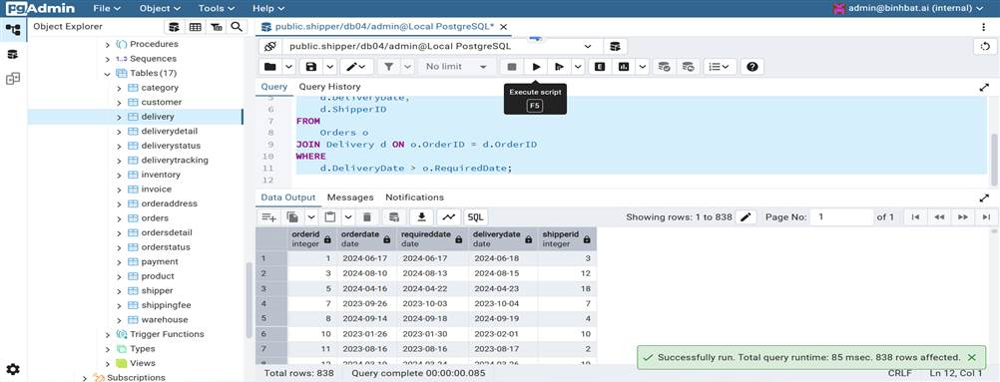 pgAdmin File Object Tools Help admin@binhbat.ai (internal)
Object Explorer
public.shipper/db04/admin@Local PostgreSQL*
public.shipper/db04/admin@Local PostgreSQL
No limit
Query Query History
Execute script
F5
Procedures
1..3 Sequences
Tables (17)
category
customer
delivery
deliverydetail
deliverystatus
deliverytracking
inventory
invoice
orderaddress
orders
ordersdetail
orderstatus
payment
product
shipper
shippingfee
warehouse
Trigger Functions
Types
Views
Subscriptions
5 d.DeliveryDate,
6 d.ShipperID
7 FROM
8 Orders o
9 JOIN Delivery d ON o.OrderID = d.OrderID
10 WHERE
11 d.DeliveryDate > o.RequiredDate;
12
Data Output Messages Notifications
SQL Showing rows: 1 to 838 Page No: 1 of 1
orderid orderdate requireddate deliverydate shipperid
integer date date date integer
1 1 2024-06-17 2024-06-17 2024-06-18 3
2 3 2024-08-10 2024-08-13 2024-08-15 12
3 5 2024-04-16 2024-04-22 2024-04-23 18
4 7 2023-09-26 2023-10-03 2023-10-04 7
5 8 2024-09-14 2024-09-18 2024-09-19 4
6 10 2023-01-26 2023-01-30 2023-02-01 10
7 11 2023-08-16 2023-08-16 2023-08-17 2
Successfully run. Total query runtime: 85 msec. 838 rows affected.
Total rows: 838 Query complete 00:00:00.085 CRLF Ln 12, Col 1